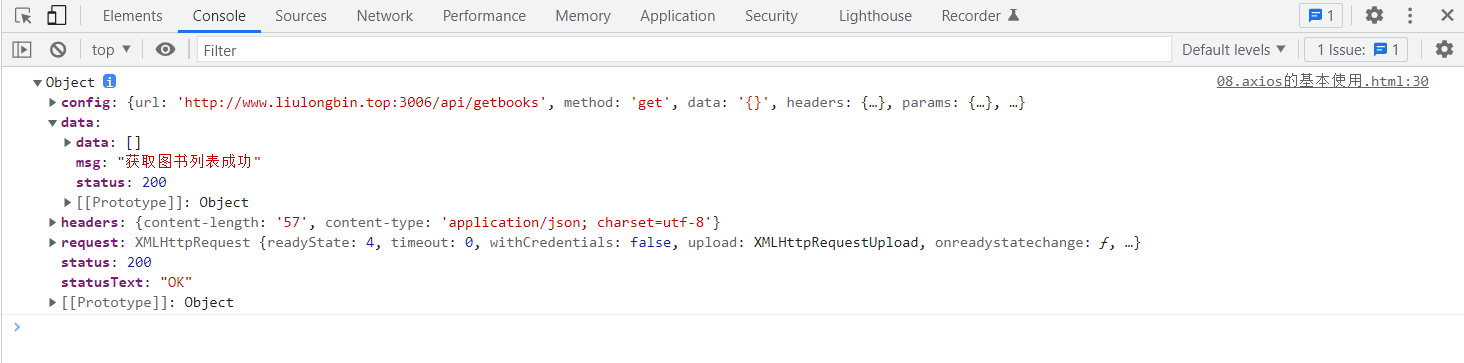 Elements Console Sources Network Performance Memory Application Security Lighthouse Recorder 1
top Filter Default levels 1 Issue: 1
Object i 08.axios的基本使用.html:30
config: {url: 'http://www.liulongbin.top:3006/api/getbooks', method: 'get', data: '{}', headers: {…}, params: {…}, …}
data:
data: []
msg: "获取图书列表成功"
status: 200
[[Prototype]]: Object
headers: {content-length: '57', content-type: 'application/json; charset=utf-8'}
request: XMLHttpRequest {readyState: 4, timeout: 0, withCredentials: false, upload: XMLHttpRequestUpload, onreadystatechange: ƒ, …}
status: 200
statusText: "OK"
[[Prototype]]: Object